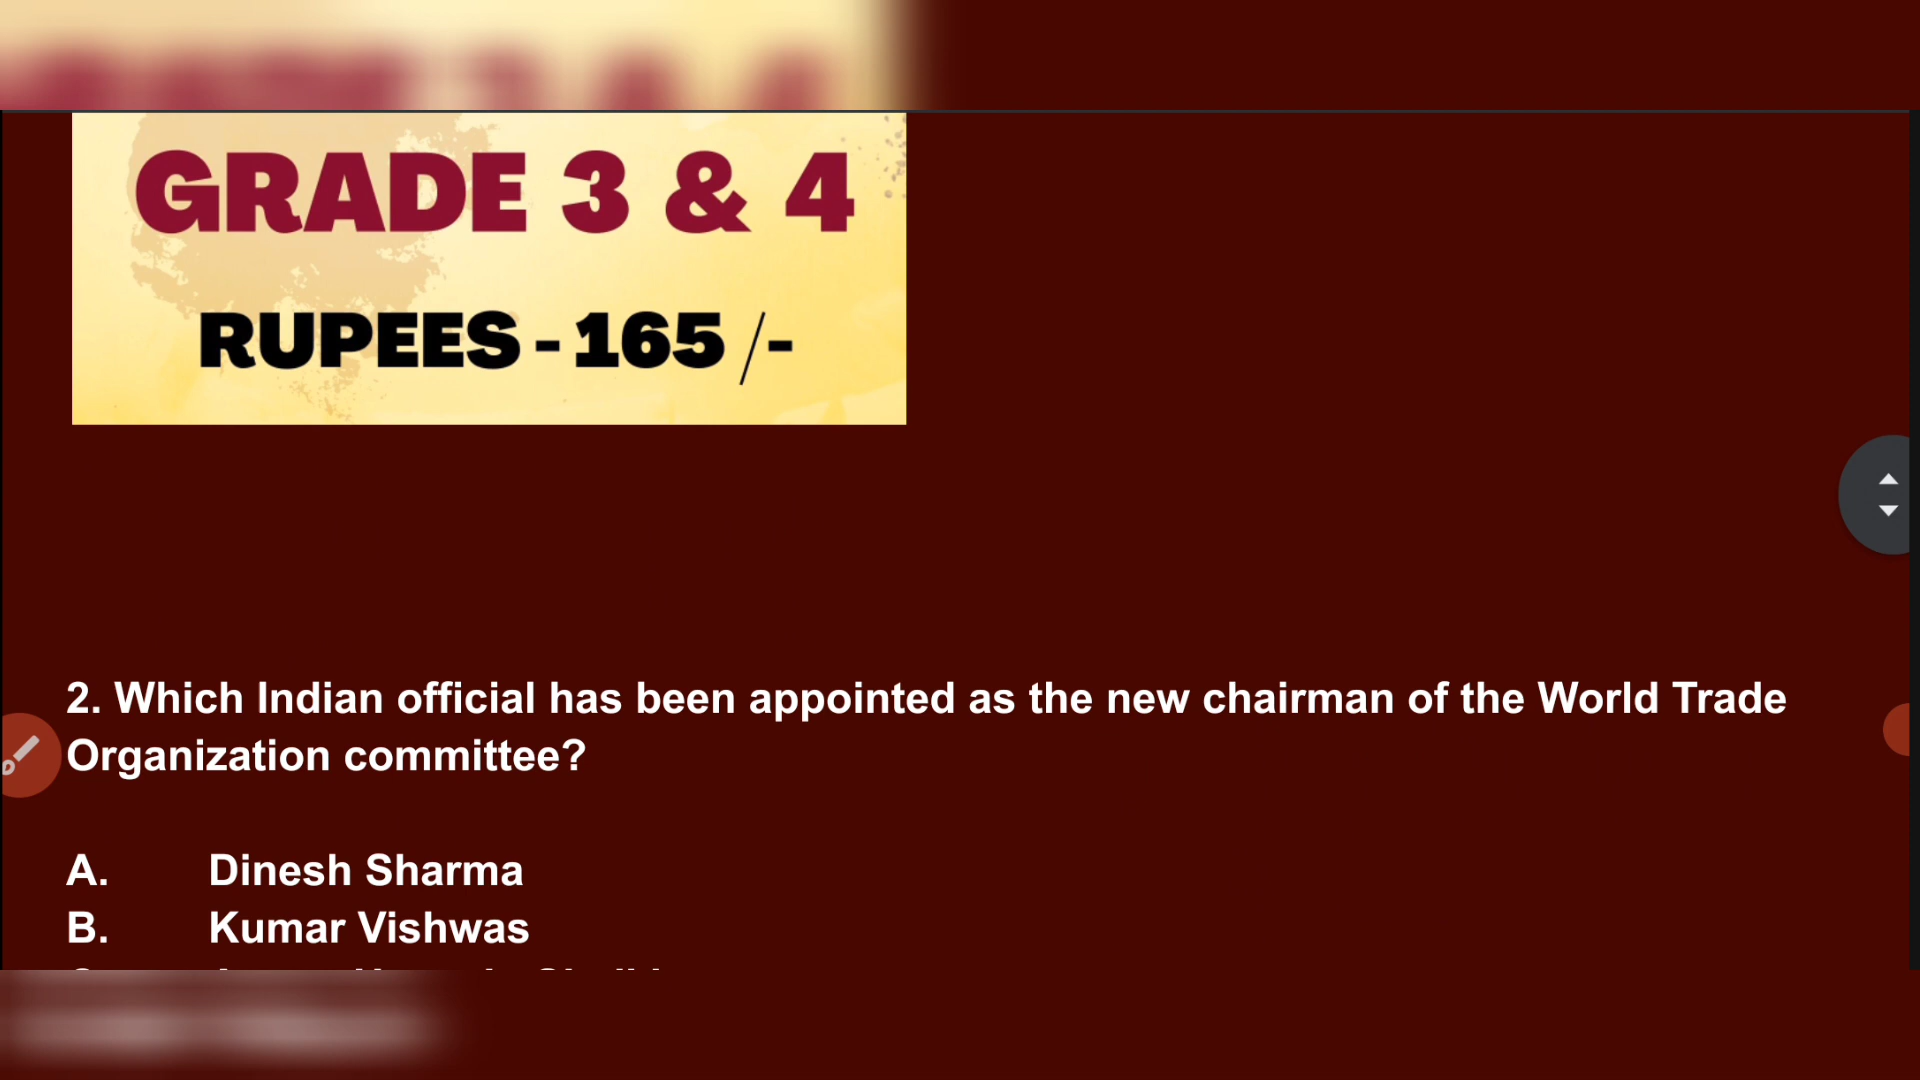 GRADE 3 & 4
RUPEES - 165 /-
2. Which Indian official has been appointed as the new chairman of the World Trade
Organization committee?
A. Dinesh Sharma
B. Kumar Vishwas